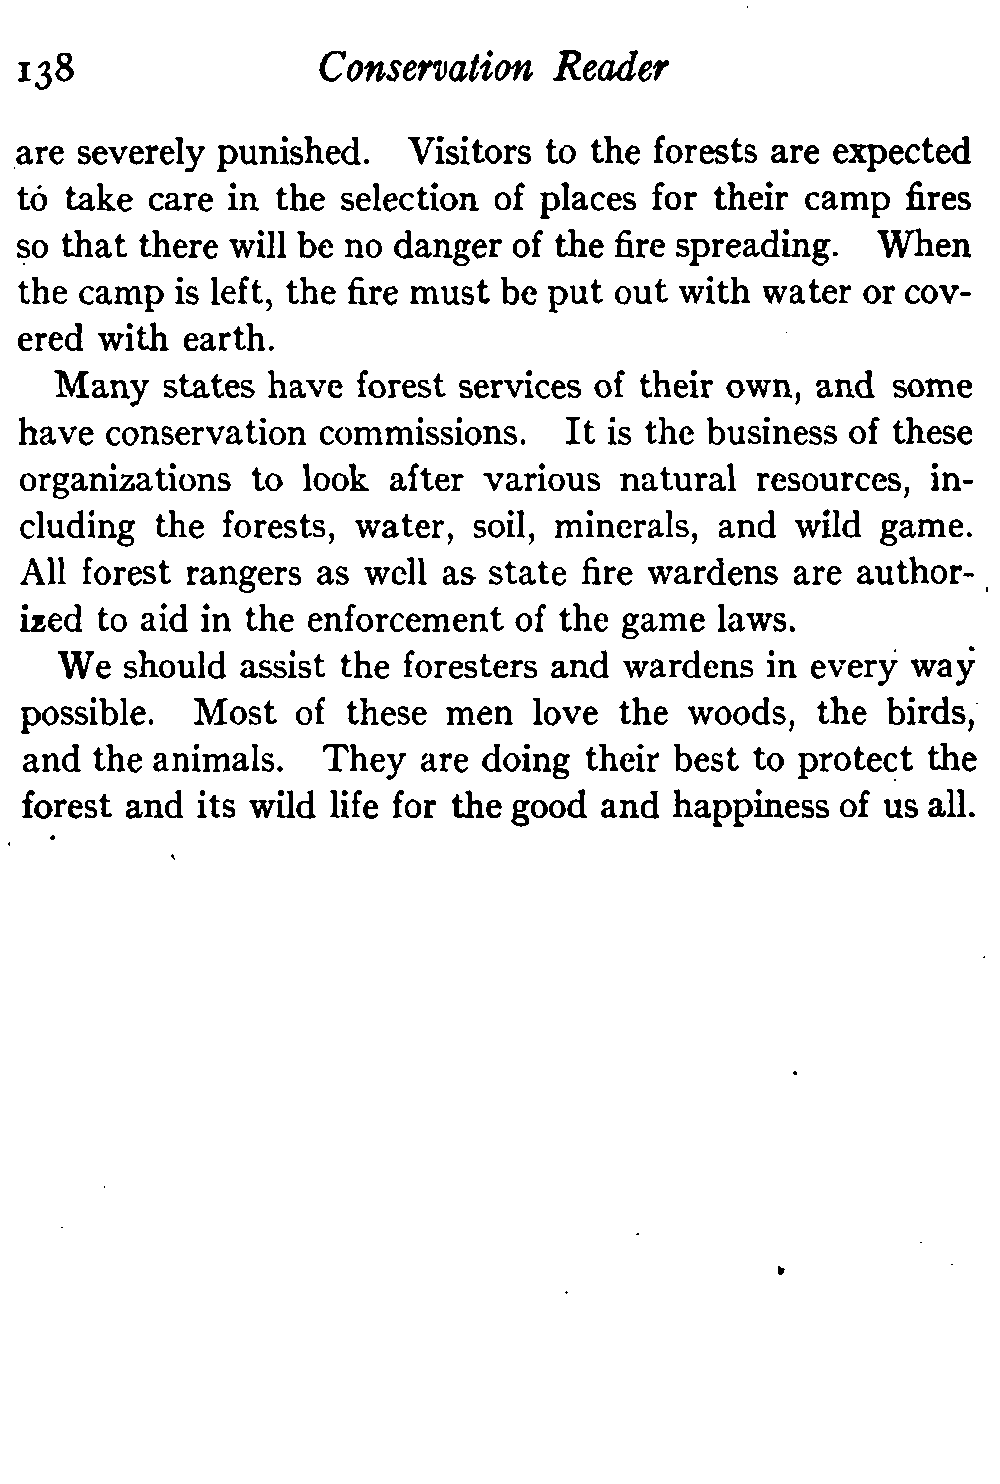 138 Conservation Reader
are severely punished. Visitors to the forests are expected
to take care in the selection of places for their camp fires
so that there will be no danger of the fire spreading. When
the camp is left, the fire must be put out with water or cov-
ered with earth.
Many states have forest services of their own, and some
have conservation commissions. It is the business of these
organizations to look after various natural resources, in-
cluding the forests, water, soil, minerals, and wild game.
All forest rangers as well as state fire wardens are author-
ized to aid in the enforcement of the game laws.
We should assist the foresters and wardens in every way
possible. Most of these men love the woods, the birds,
and the animals. They are doing their best to protect the
forest and its wild life for the good and happiness of us all.